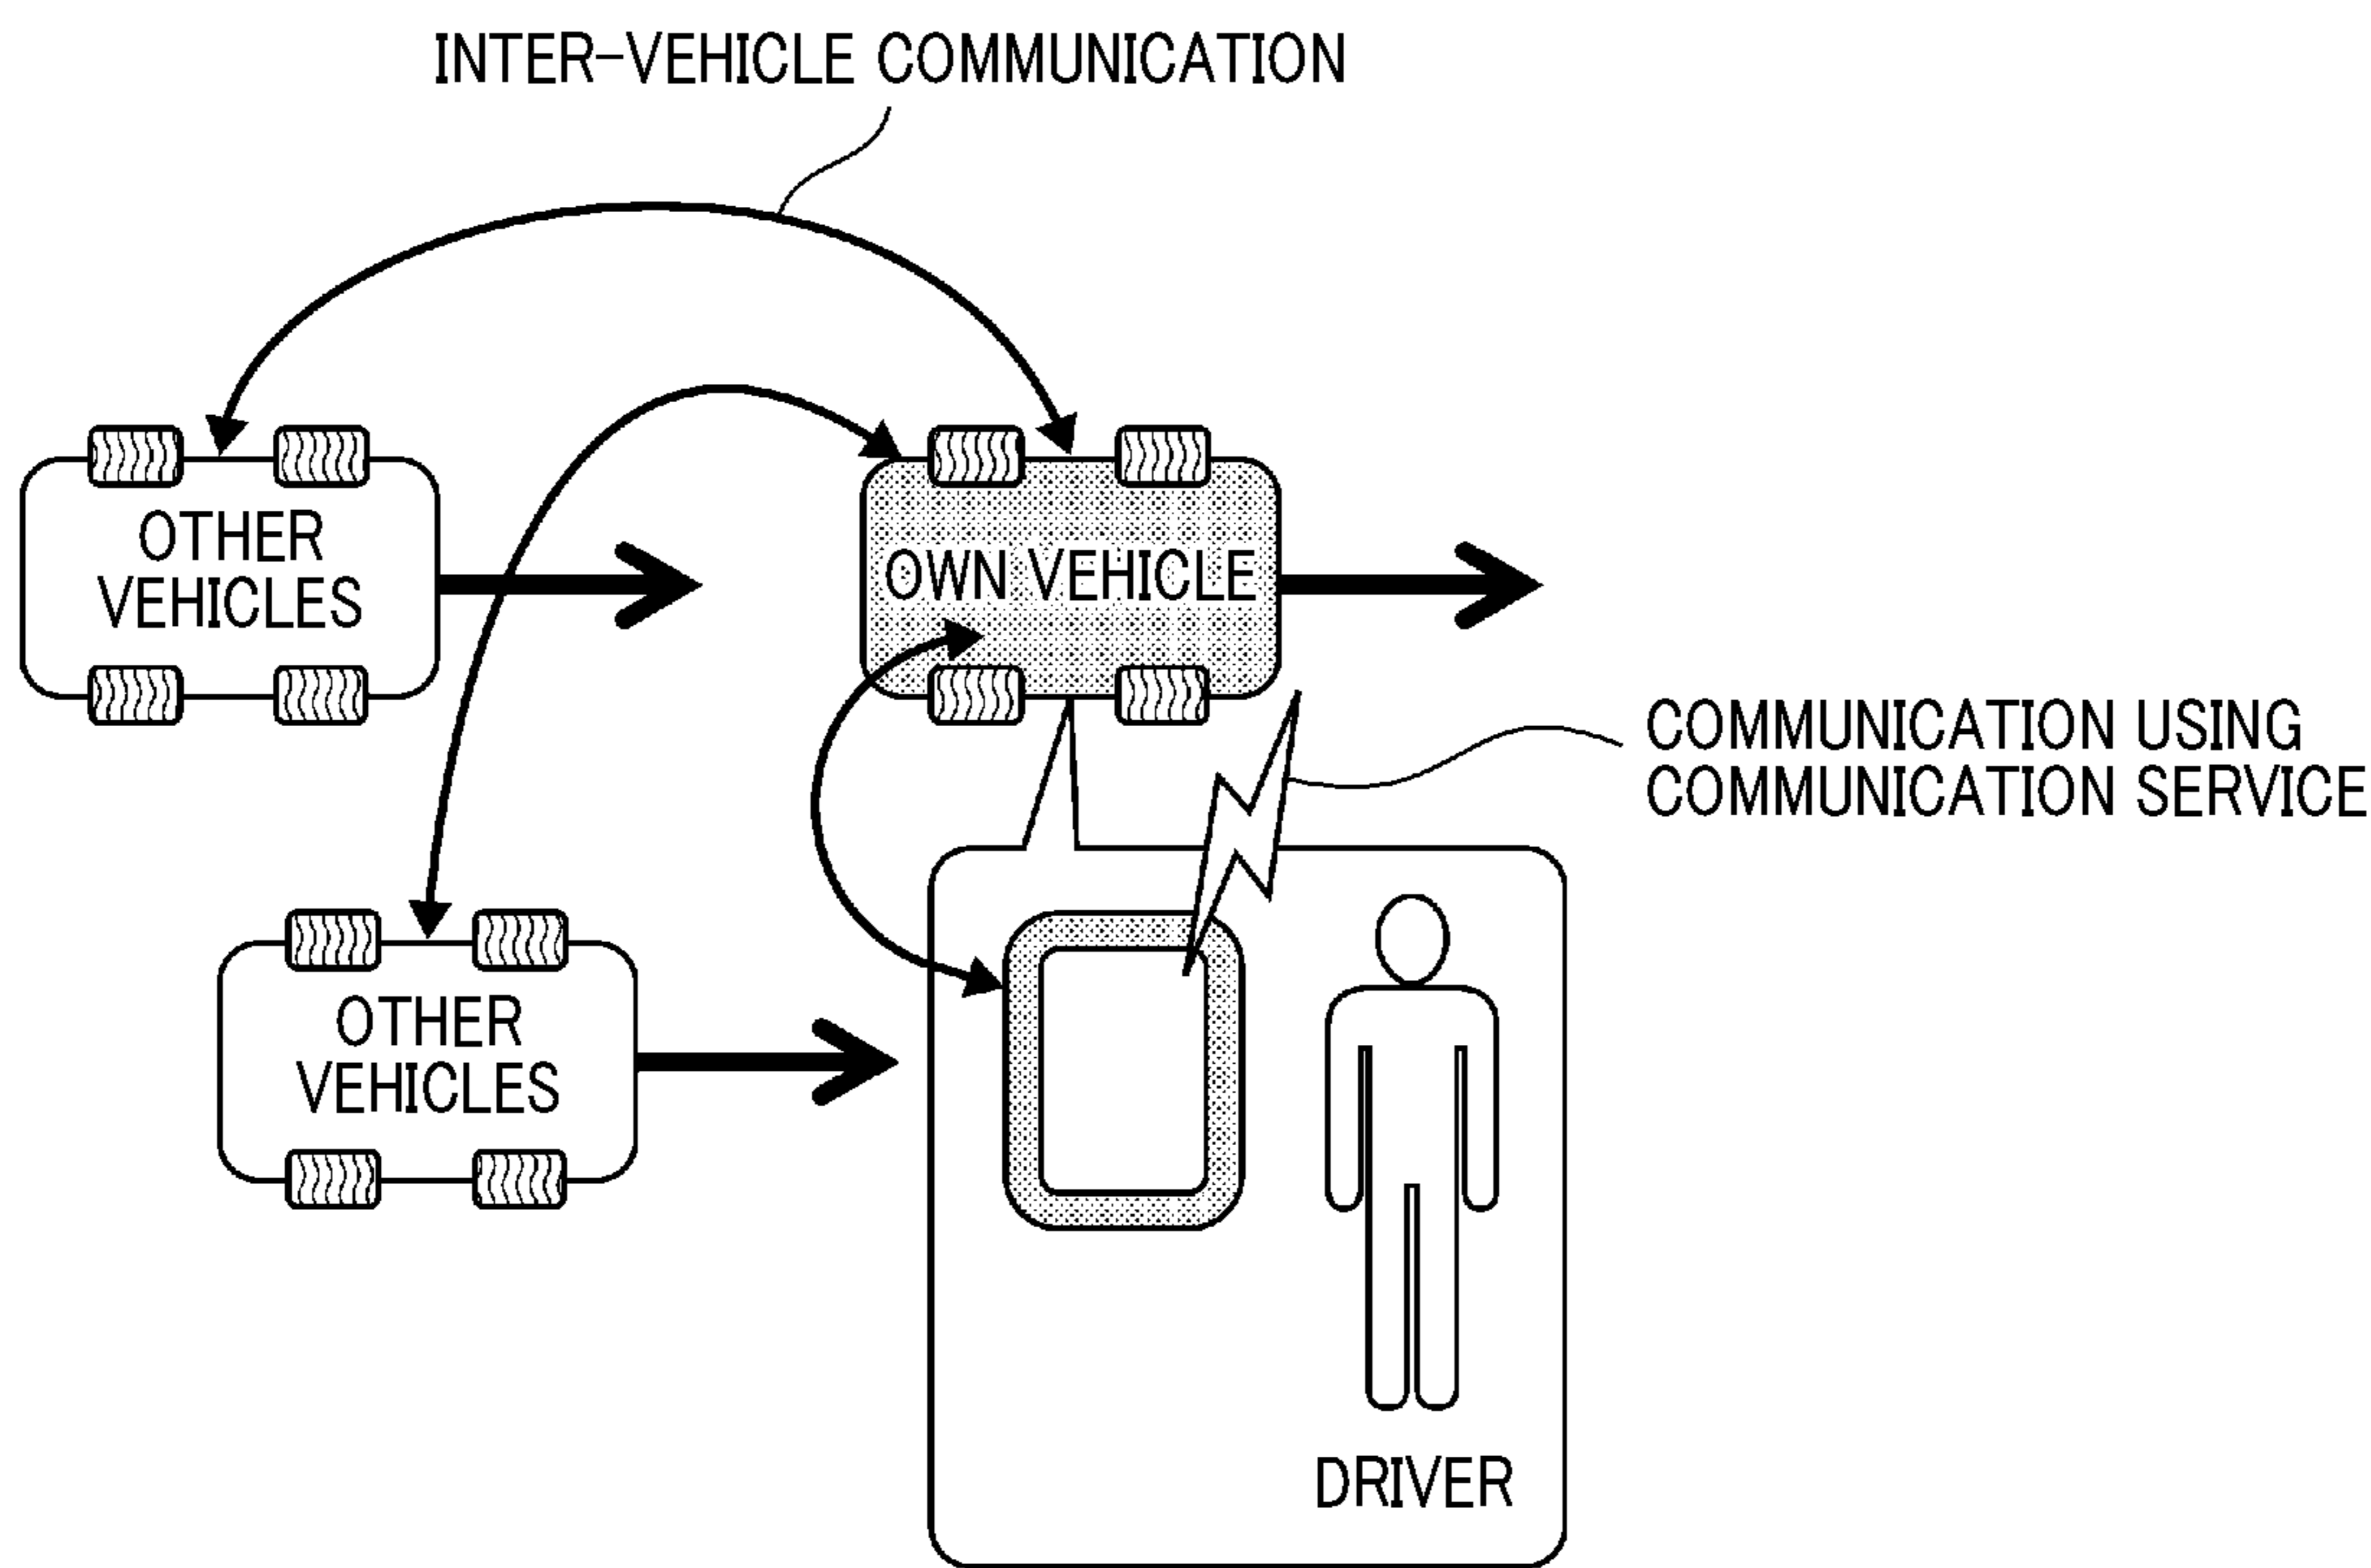 INTER-VEHICLE COMMUNICATION
OTHER
VEHICLES
OWN VEHICLE
COMMUNICATION USING
COMMUNICATION SERVICE
OTHER
VEHICLES
DRIVER